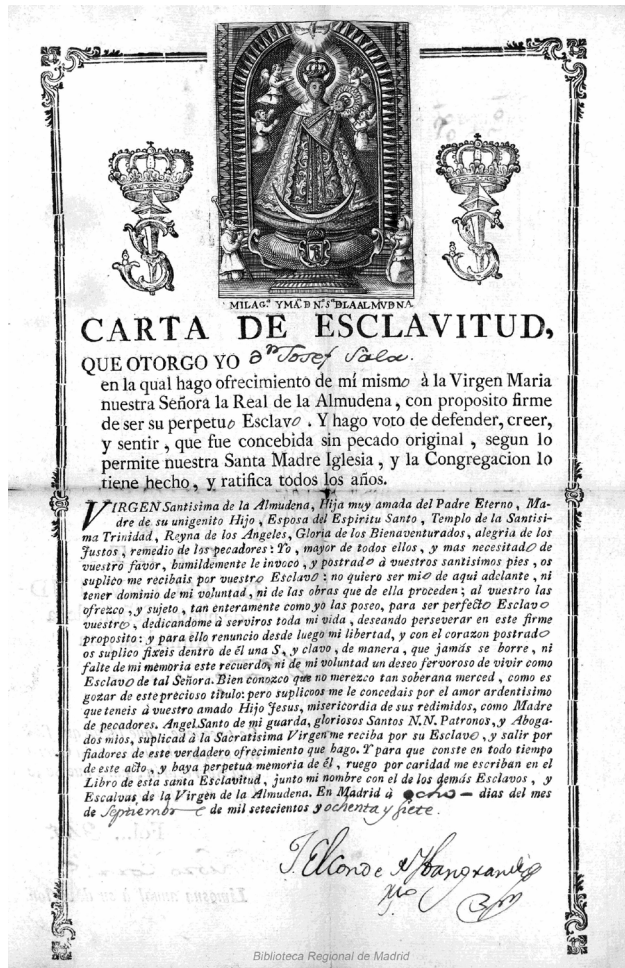 MILAG.ᴬ YMA. D N.ᴬ S.ᴬ D LA ALMVDNA.
CARTA DE ESCLAVITUD,
QUE OTORGO YO Dⁿ Josef Sala.
en la qual hago ofrecimiento de mí mismo à la Virgen Maria
nuestra Señora la Real de la Almudena, con proposito firme
de ser su perpetuo Esclavo. Y hago voto de defender, creer,
y sentir, que fue concebida sin pecado original, segun lo
permite nuestra Santa Madre Iglesia, y la Congregacion lo
tiene hecho, y ratifica todos los años.
VIRGEN Santisima de la Almudena, Hija muy amada del Padre Eterno, Ma-
dre de su unigenito Hijo, Esposa del Espiritu Santo, Templo de la Santisi-
ma Trinidad, Reyna de los Angeles, Gloria de los Bienaventurados, alegria de los
Justos, remedio de los pecadores: Yo, mayor de todos ellos, y mas necesitado de
vuestro favor, humildemente le invoco, y postrado à vuestros santisimos pies, os
suplico me recibais por vuestro Esclavo: no quiero ser mio de aqui adelante, ni
tener dominio de mi voluntad, ni de las obras que de ella proceden; al vuestro las
ofrezco, y sujeto, tan enteramente como yo las poseo, para ser perfecto Esclavo
vuestro, dedicandome à serviros toda mi vida, deseando perseverar en este firme
proposito: y para ello renuncio desde luego mi libertad, y con el corazon postrado
os suplico fixeis dentro de él una S, y clavo, de manera, que jamás se borre, ni
falte de mi memoria este recuerdo, ni de mi voluntad un deseo fervoroso de vivir como
Esclavo de tal Señora. Bien conozco que no merezco tan soberana merced, como es
gozar de este precioso titulo: pero suplicoos me le concedais por el amor ardentisimo
que teneis à vuestro amado Hijo Jesus, misericordia de sus redimidos, como Madre
de pecadores. Angel Santo de mi guarda, gloriosos Santos N.N. Patronos, y Aboga-
dos mios, suplicad à la Sacratisima Virgen me reciba por su Esclavo, y salir por
fiadores de este verdadero ofrecimiento que hago. Y para que conste en todo tiempo
de este acto, y haya perpetua memoria de él, ruego por caridad me escriban en el
Libro de esta santa Esclavitud, junto mi nombre con el de los demás Esclavos, y
Escalvas de la Virgen de la Almudena. En Madrid à ocho dias del mes
de Septiembre de mil setecientos y ochenta y siete.
El Conde
Biblioteca Regional de Madrid